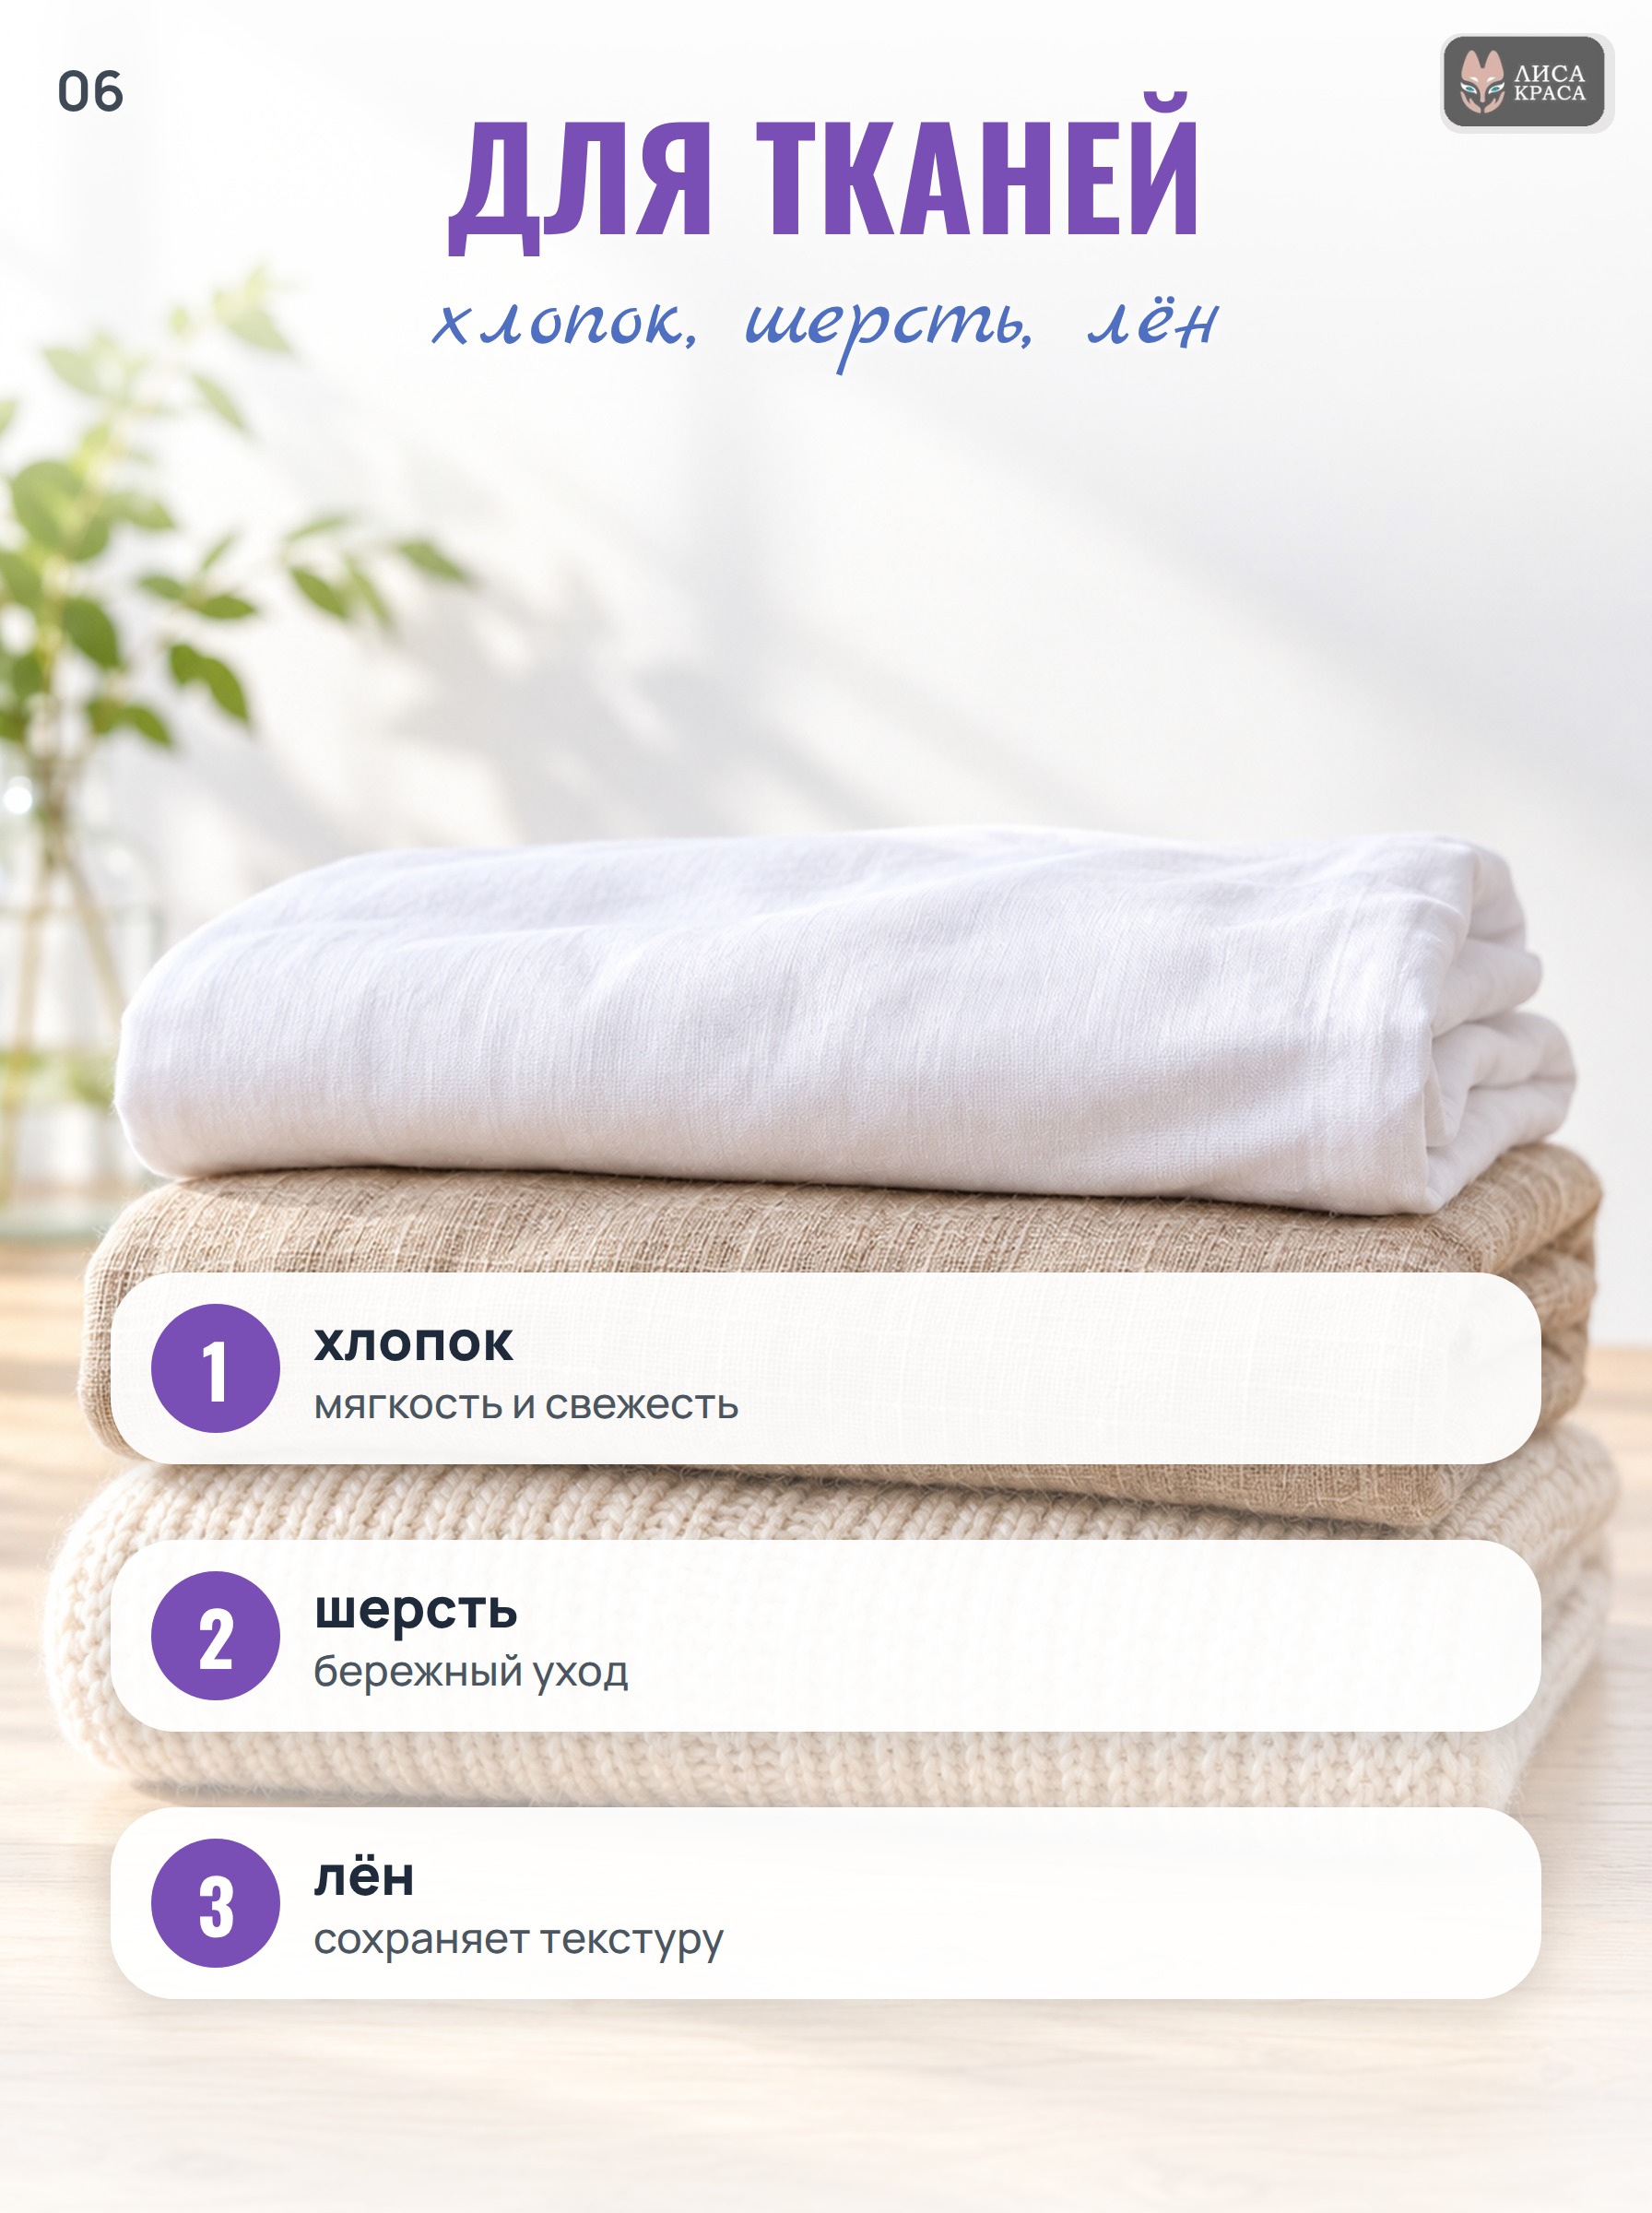 06
ЛИСА
КРАСА
ДЛЯ ТКАНЕЙ
хлопок, шерсть, лён
1
хлопок
мягкость и свежесть
2
шерсть
бережный уход
3
лён
сохраняет текстуру